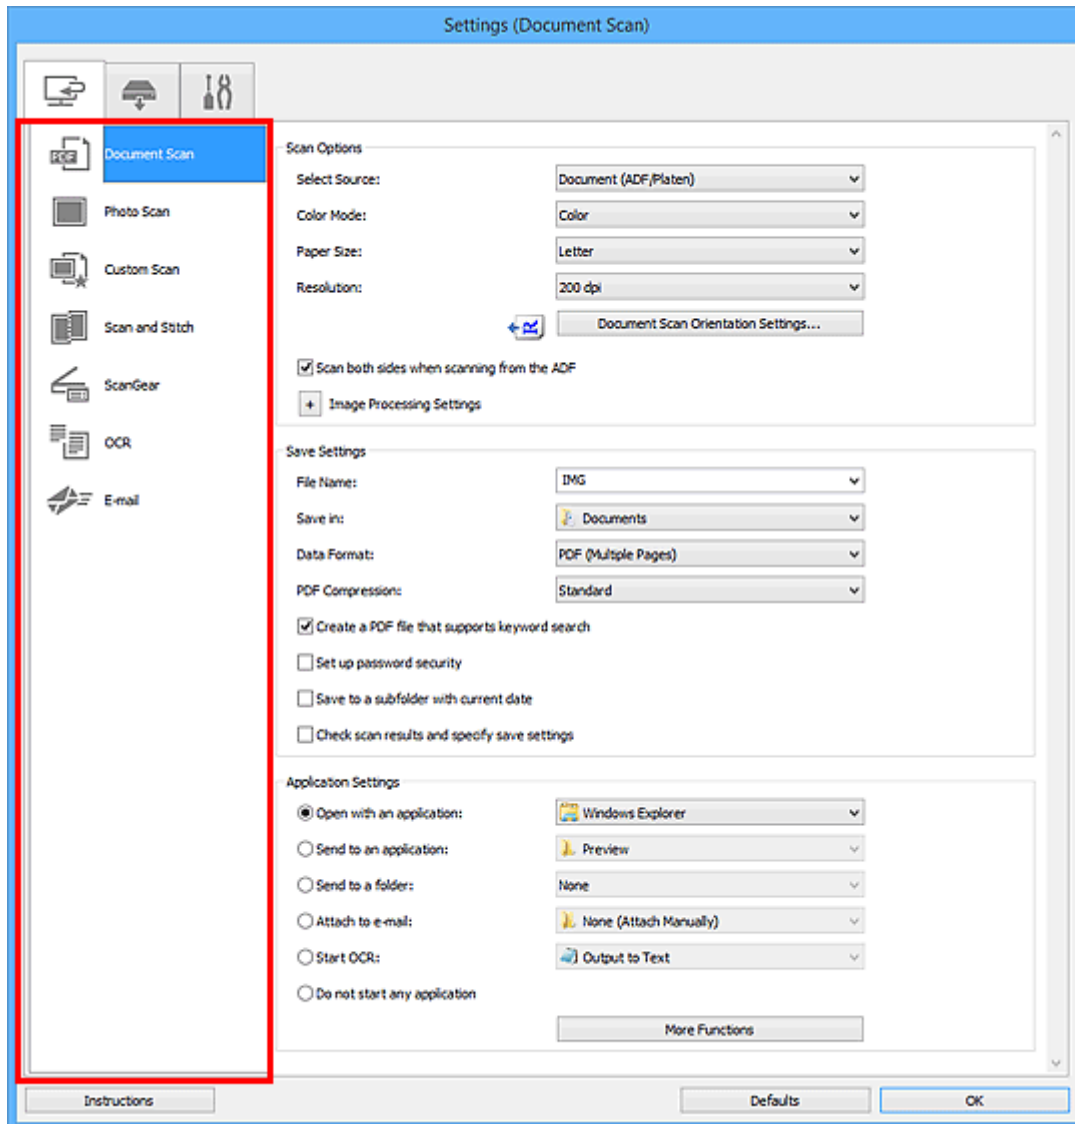 Settings (Document Scan)
PDF
Document Scan
Photo Scan
Custom Scan
Scan and Stitch
ScanGear
OCR
E-mail
Scan Options
Select Source: Document (ADF/Platen)
Color Mode: Color
Paper Size: Letter
Resolution: 200 dpi
R Document Scan Orientation Settings...
Scan both sides when scanning from the ADF
+ Image Processing Settings
Save Settings
File Name: IMG
Save in: Documents
Data Format: PDF (Multiple Pages)
PDF Compression: Standard
Create a PDF file that supports keyword search
Set up password security
Save to a subfolder with current date
Check scan results and specify save settings
Application Settings
Open with an application: Windows Explorer
Send to an application: Preview
Send to a folder: None
Attach to e-mail: None (Attach Manually)
Start OCR: Output to Text
Do not start any application
More Functions
Instructions Defaults OK